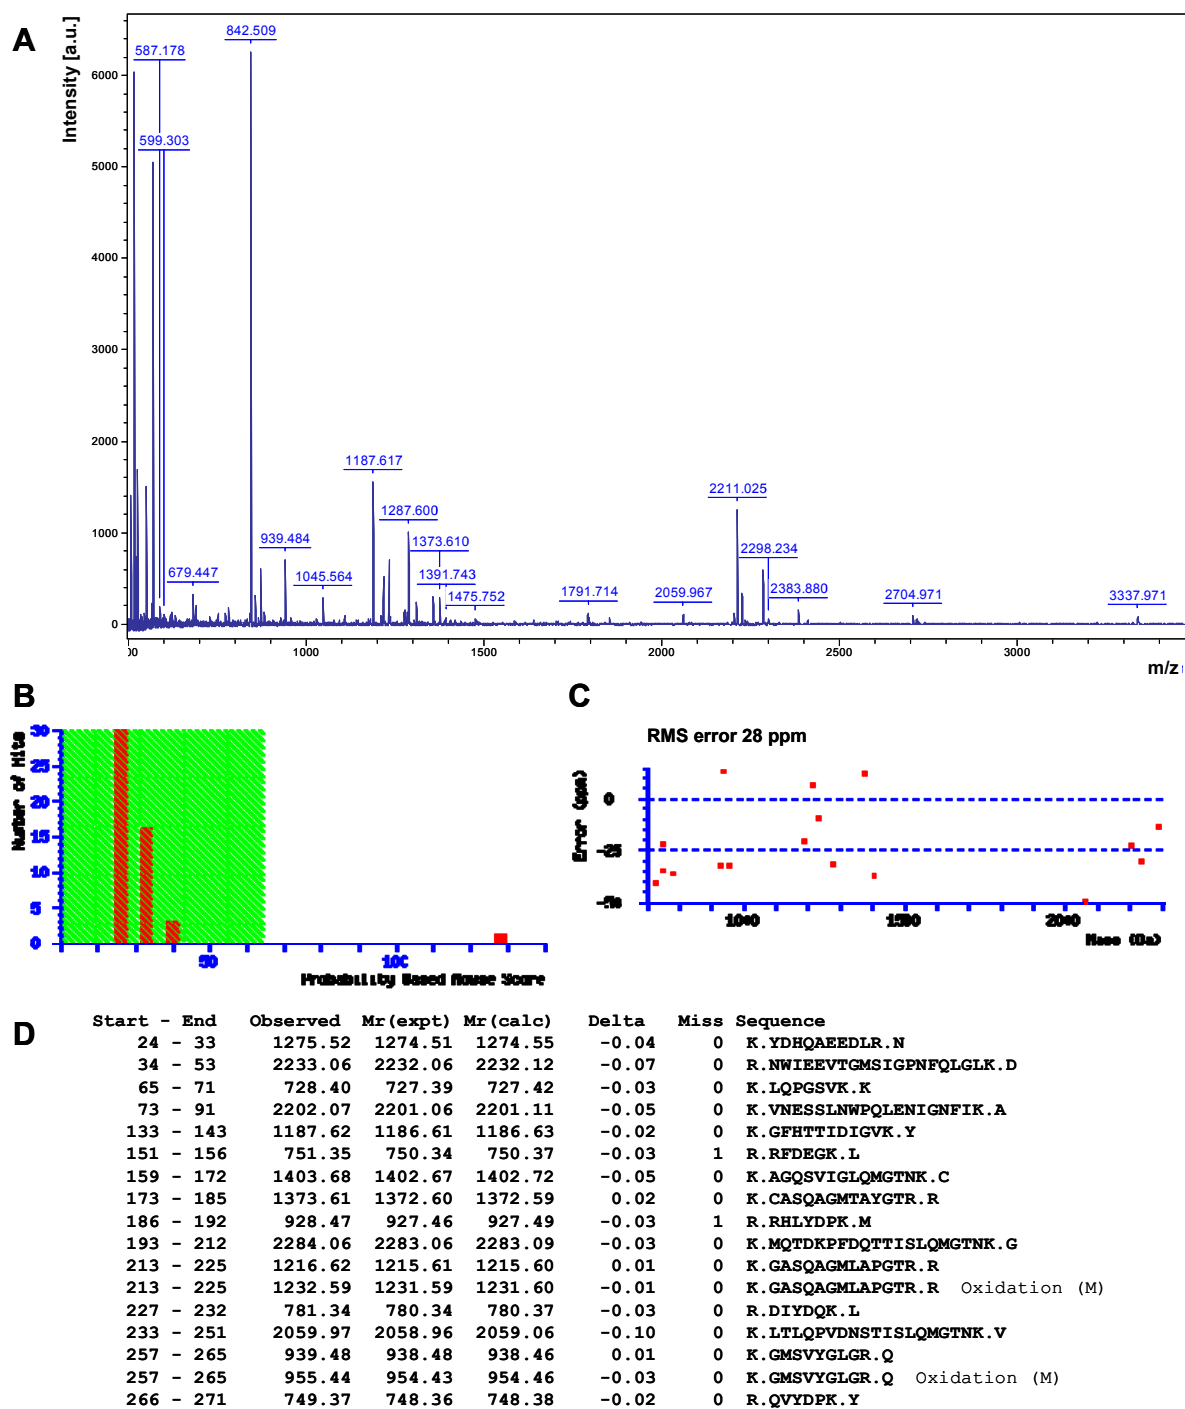 A
Intensity [a.u.]
842.509
587.178
6000
599.303
5000
4000
3000
2000
1187.617
2211.025
1287.600
1000
939.484
1373.610
2298.234
679.447
1045.564
1391.743
1475.752
1791.714
2059.967
2383.880
2704.971
3337.971
0
00 1000 1500 2000 2500 3000
m/z
B
Number of Hits
30
25
20
15
10
5
0
50 100
Probability Based Mowse Score
C
RMS error 28 ppm
Error (ppm)
0
-25
-50
1000 1500 2000
Mass (Da)
D
Start - End Observed Mr(expt) Mr(calc) Delta Miss Sequence
24 - 33 1275.52 1274.51 1274.55 -0.04 0 K.YDHQAEEDLR.N
34 - 53 2233.06 2232.06 2232.12 -0.07 0 R.NWIEEVTGMSIGPNFQLGLK.D
65 - 71 728.40 727.39 727.42 -0.03 0 K.LQPGSVK.K
73 - 91 2202.07 2201.06 2201.11 -0.05 0 K.VNESSLNWPQLENIGNFIK.A
133 - 143 1187.62 1186.61 1186.63 -0.02 0 K.GFHTTIDIGVK.Y
151 - 156 751.35 750.34 750.37 -0.03 1 R.RFDEGK.L
159 - 172 1403.68 1402.67 1402.72 -0.05 0 K.AGQSVIGLQMGTNK.C
173 - 185 1373.61 1372.60 1372.59 0.02 0 K.CASQAGMTAYGTR.R
186 - 192 928.47 927.46 927.49 -0.03 1 R.RHLYDPK.M
193 - 212 2284.06 2283.06 2283.09 -0.03 0 K.MQTDKPFDQTTISLQMGTNK.G
213 - 225 1216.62 1215.61 1215.60 0.01 0 K.GASQAGMLAPGTR.R
213 - 225 1232.59 1231.59 1231.60 -0.01 0 K.GASQAGMLAPGTR.R Oxidation (M)
227 - 232 781.34 780.34 780.37 -0.03 0 R.DIYDQK.L
233 - 251 2059.97 2058.96 2059.06 -0.10 0 K.LTLQPVDNSTISLQMGTNK.V
257 - 265 939.48 938.48 938.46 0.01 0 K.GMSVYGLGR.Q
257 - 265 955.44 954.43 954.46 -0.03 0 K.GMSVYGLGR.Q Oxidation (M)
266 - 271 749.37 748.36 748.38 -0.02 0 R.QVYDPK.Y